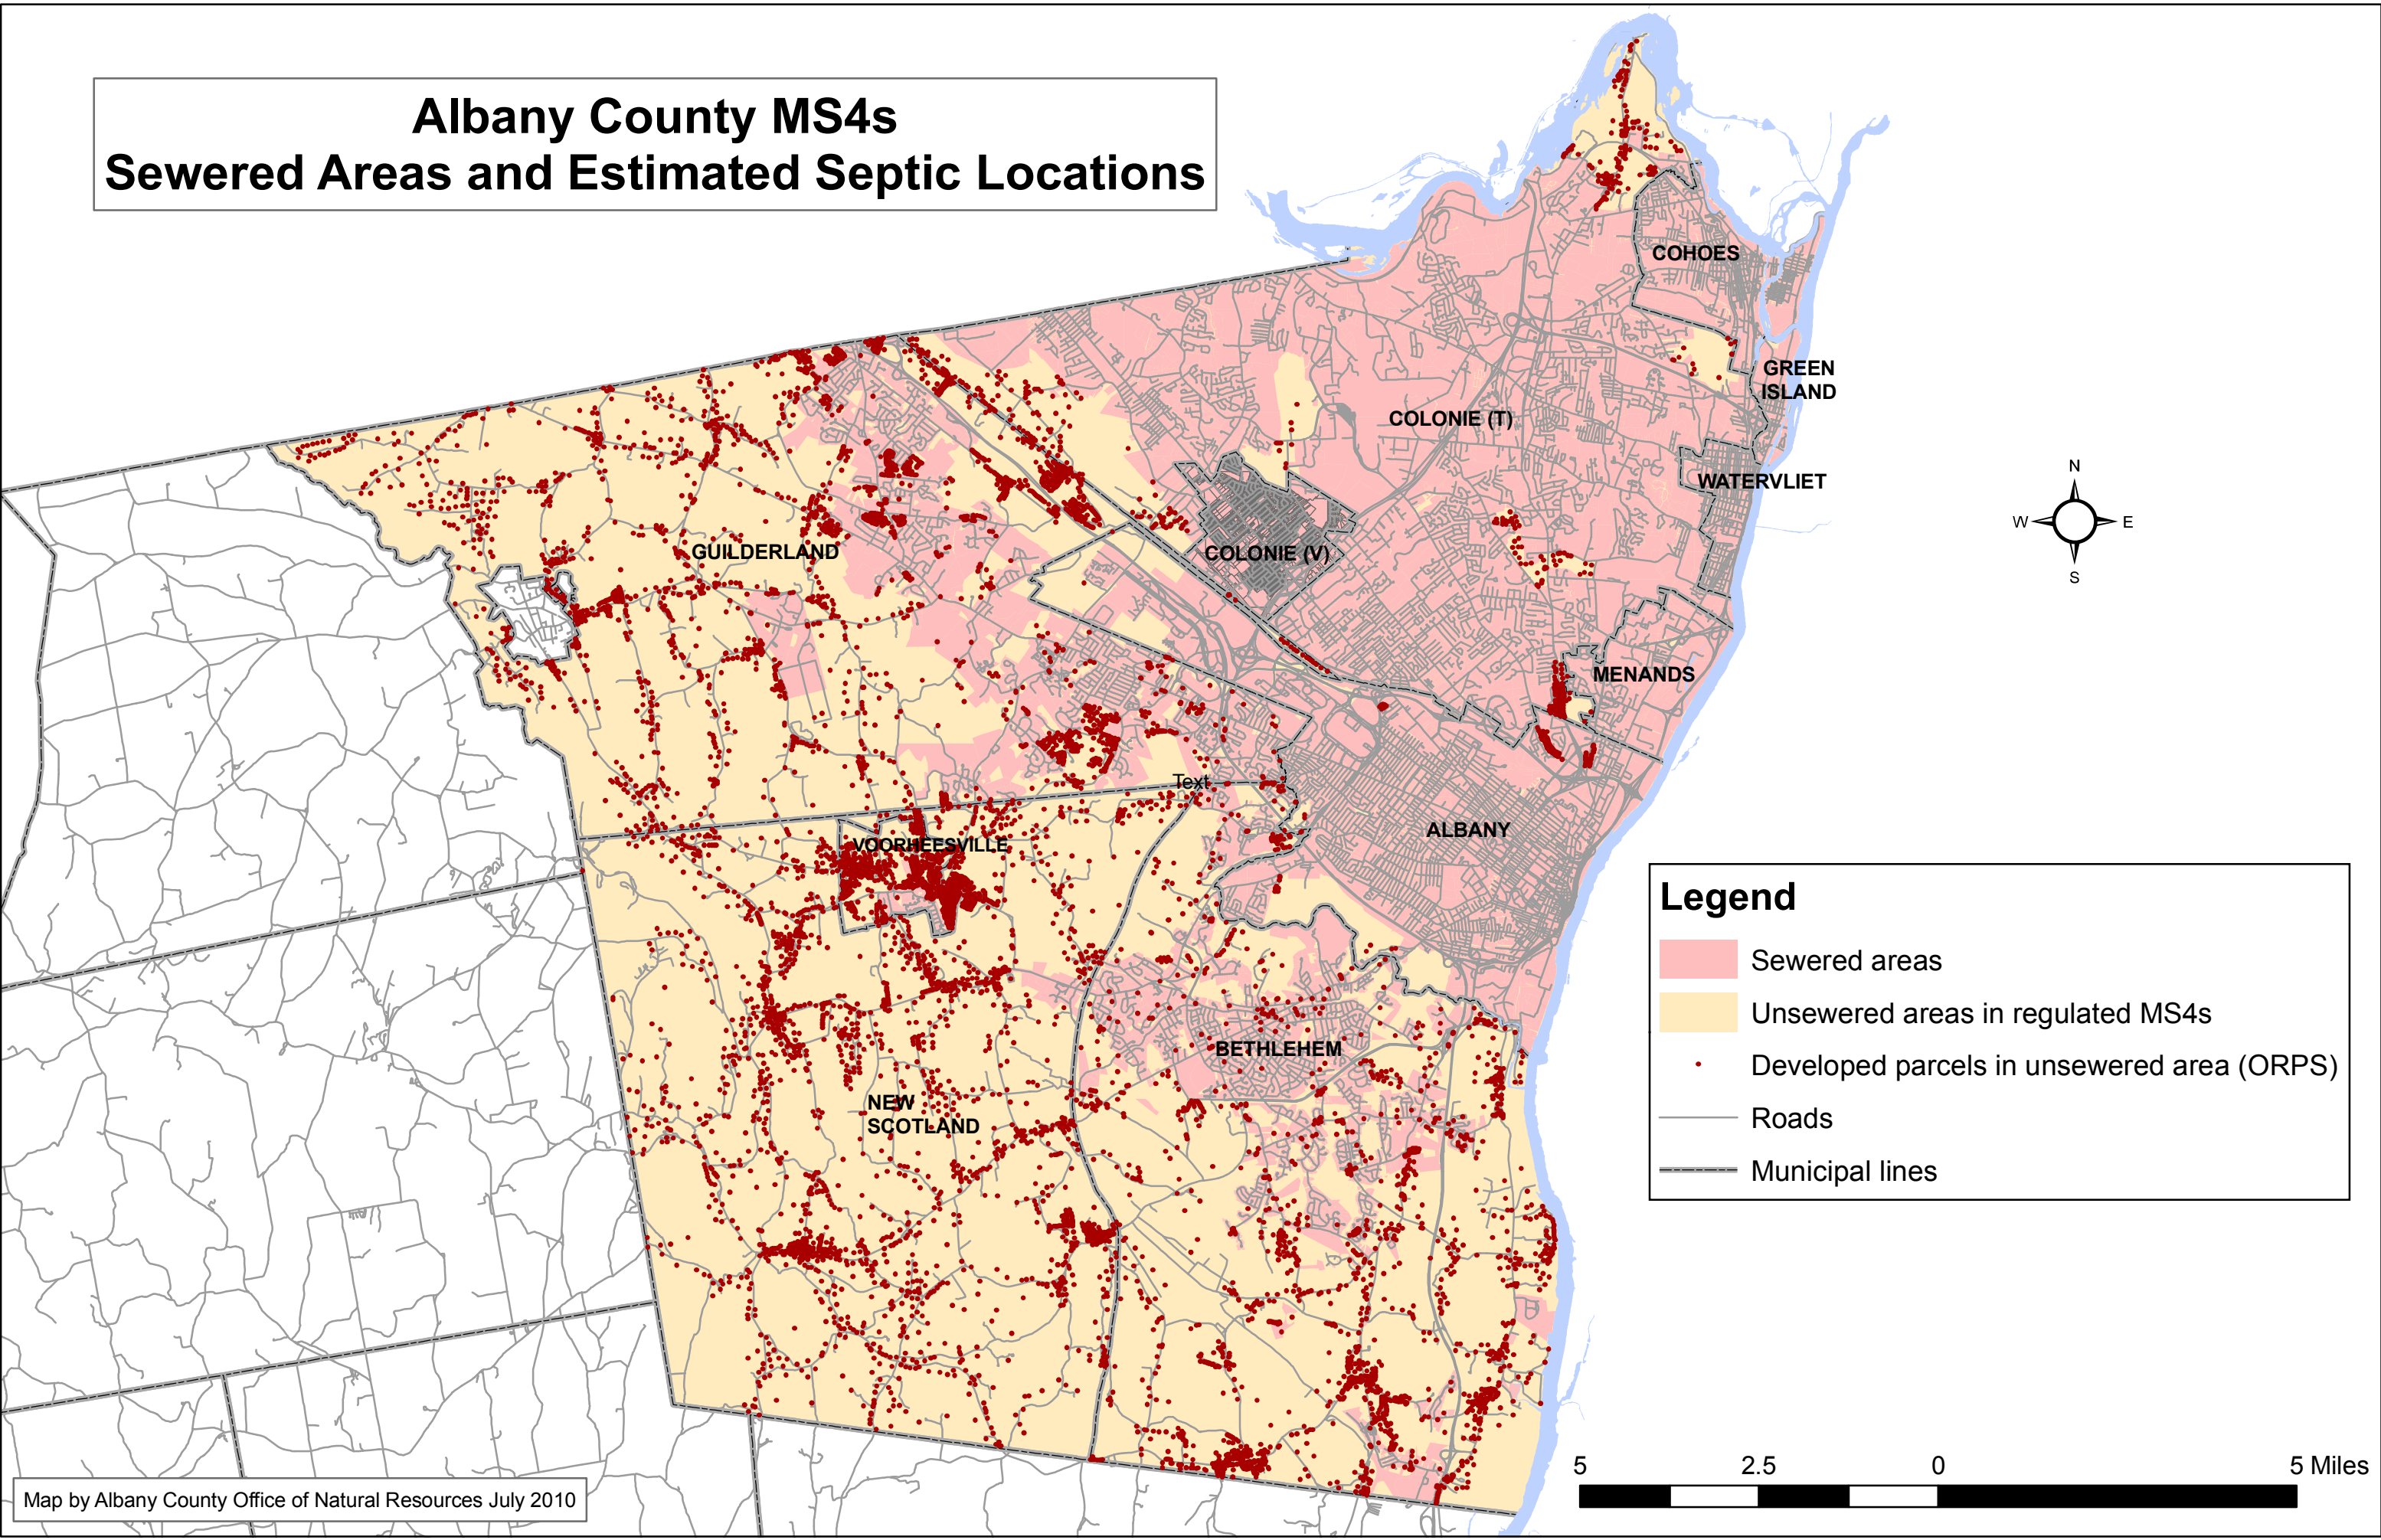 Albany County MS4s
Sewered Areas and Estimated Septic Locations
COHOES
GREEN
ISLAND
COLONIE (T)
WATERVLIET
N
W
E
S
GUILDERLAND
COLONIE (V)
MENANDS
Text
VOORHEESVILLE
ALBANY
BETHLEHEM
NEW
SCOTLAND
Legend
Sewered areas
Unsewered areas in regulated MS4s
Developed parcels in unsewered area (ORPS)
Roads
Municipal lines
5 2.5 0 5 Miles
Map by Albany County Office of Natural Resources July 2010